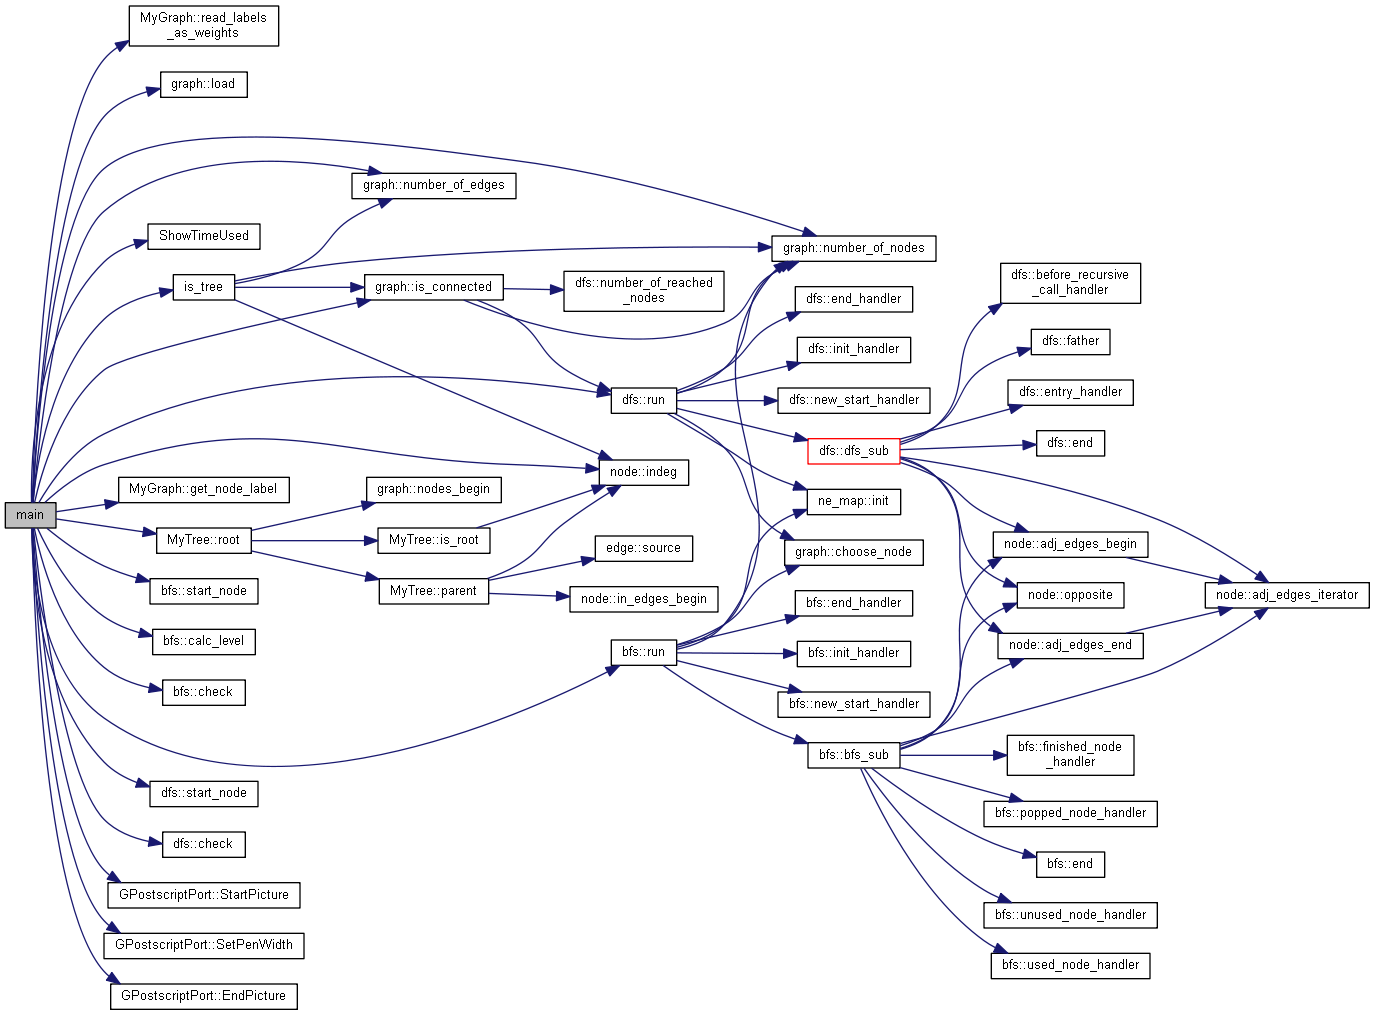 MyGraph::read_labels
_as_weights
graph::load
graph::number_of_edges
ShowTimeUsed
graph::number_of_nodes
is_tree
graph::is_connected
dfs::number_of_reached
_nodes
dfs::before_recursive
_call_handler
dfs::end_handler
dfs::father
dfs::init_handler
dfs::run
dfs::new_start_handler
dfs::entry_handler
dfs::dfs_sub
dfs::end
node::indeg
MyGraph::get_node_label
graph::nodes_begin
ne_map::init
main
MyTree::root
MyTree::is_root
edge::source
graph::choose_node
node::adj_edges_begin
bfs::start_node
MyTree::parent
node::in_edges_begin
bfs::end_handler
node::opposite
node::adj_edges_iterator
bfs::calc_level
bfs::run
bfs::init_handler
node::adj_edges_end
bfs::check
bfs::new_start_handler
bfs::bfs_sub
bfs::finished_node
_handler
dfs::start_node
bfs::popped_node_handler
dfs::check
bfs::end
GPostscriptPort::StartPicture
bfs::unused_node_handler
GPostscriptPort::SetPenWidth
bfs::used_node_handler
GPostscriptPort::EndPicture